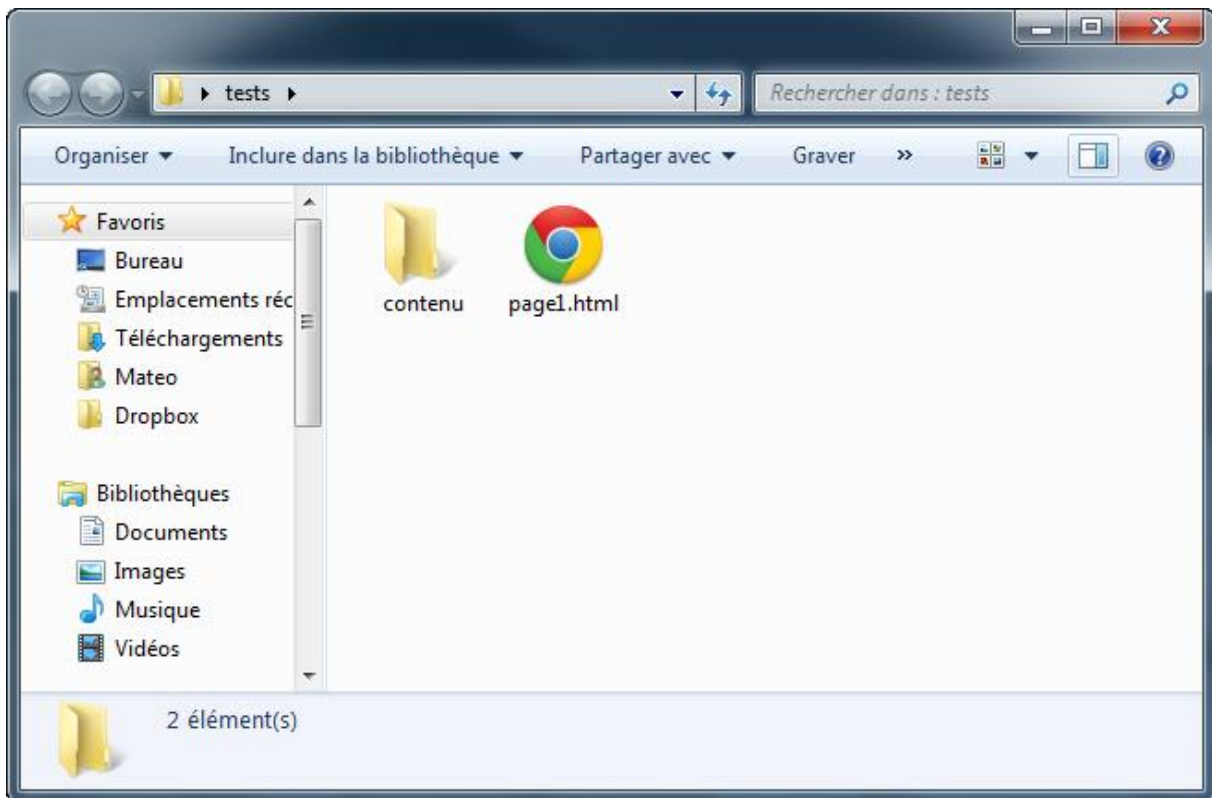 tests
Rechercher dans : tests
Organiser Inclure dans la bibliothèque Partager avec Graver »
Favoris
Bureau
Emplacements réc
Téléchargements
Mateo
Dropbox
Bibliothèques
Documents
Images
Musique
Vidéos
contenu page1.html
2 élément(s)